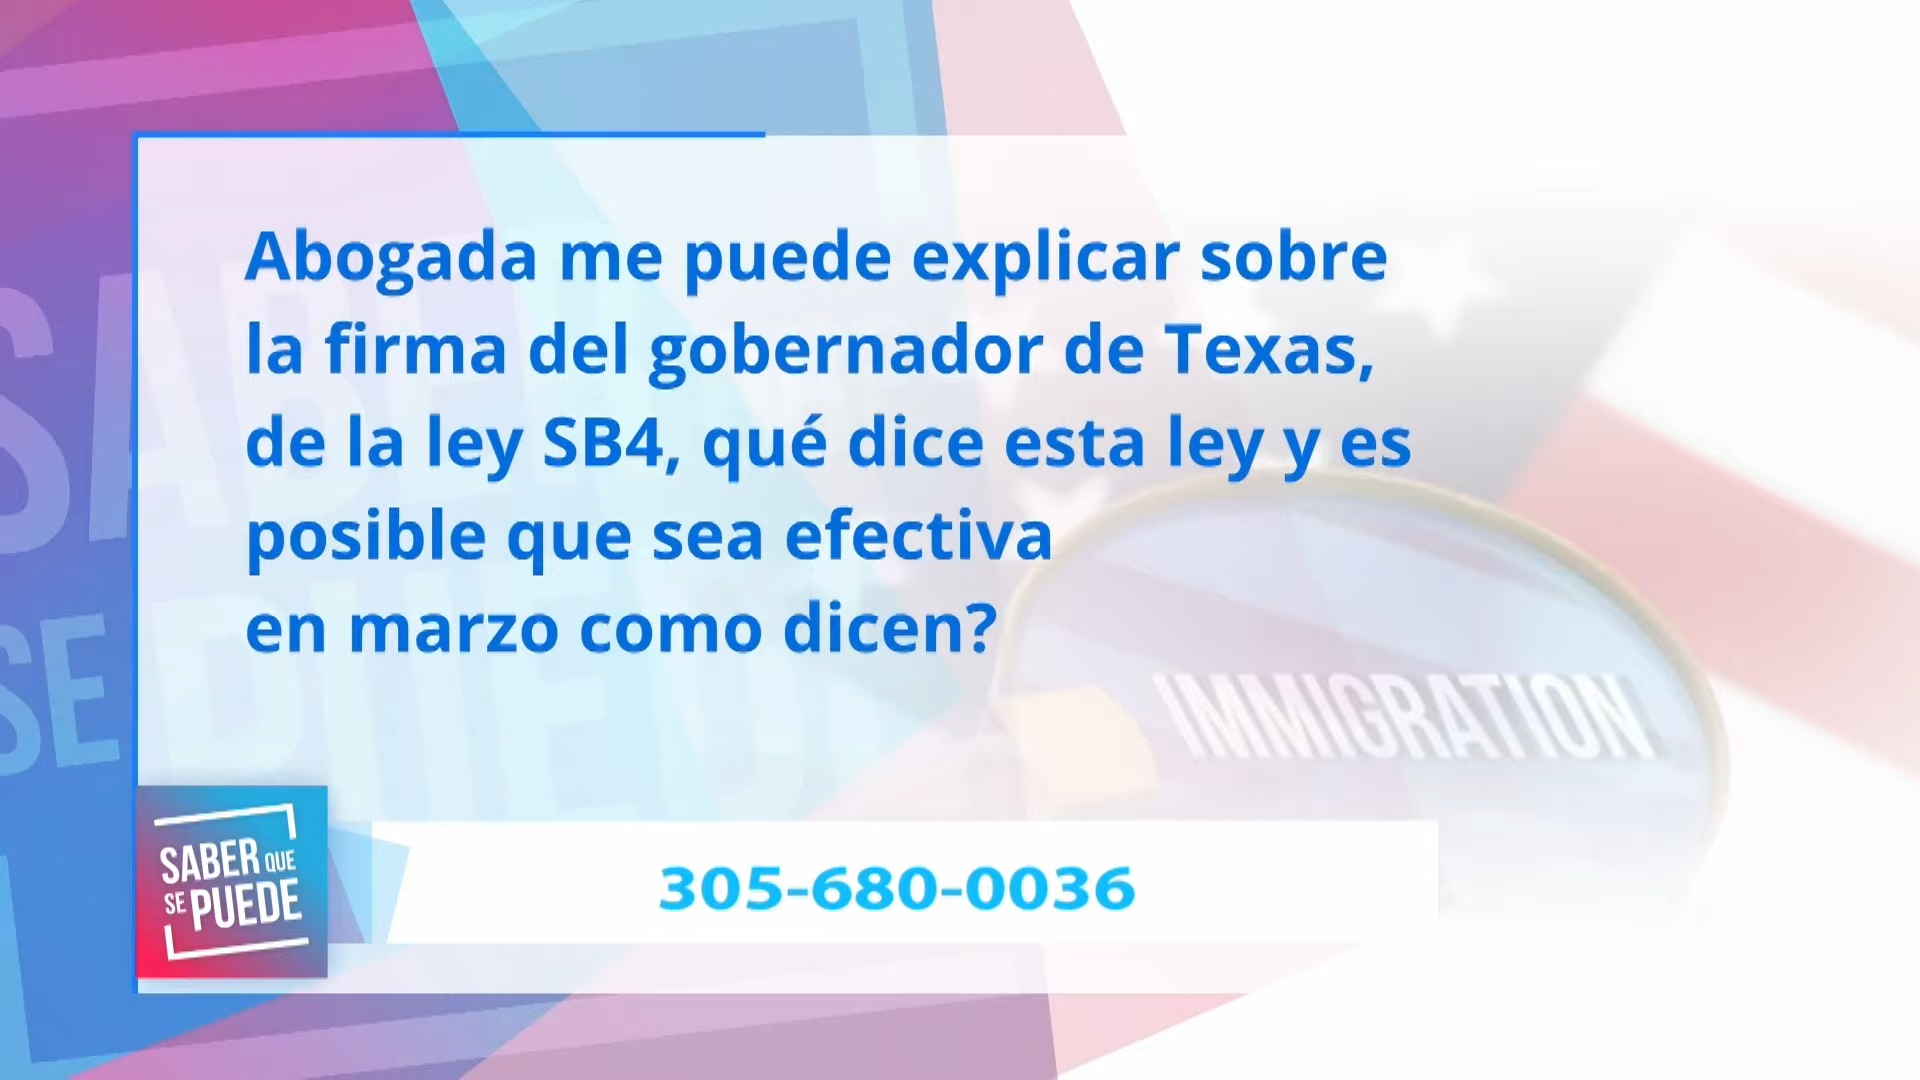 Abogada me puede explicar sobre
la firma del gobernador de Texas,
de la ley SB4, qué dice esta ley y es
posible que sea efectiva
en marzo como dicen?
IMMIGRATION
SABER QUE
SE PUEDE
305-680-0036